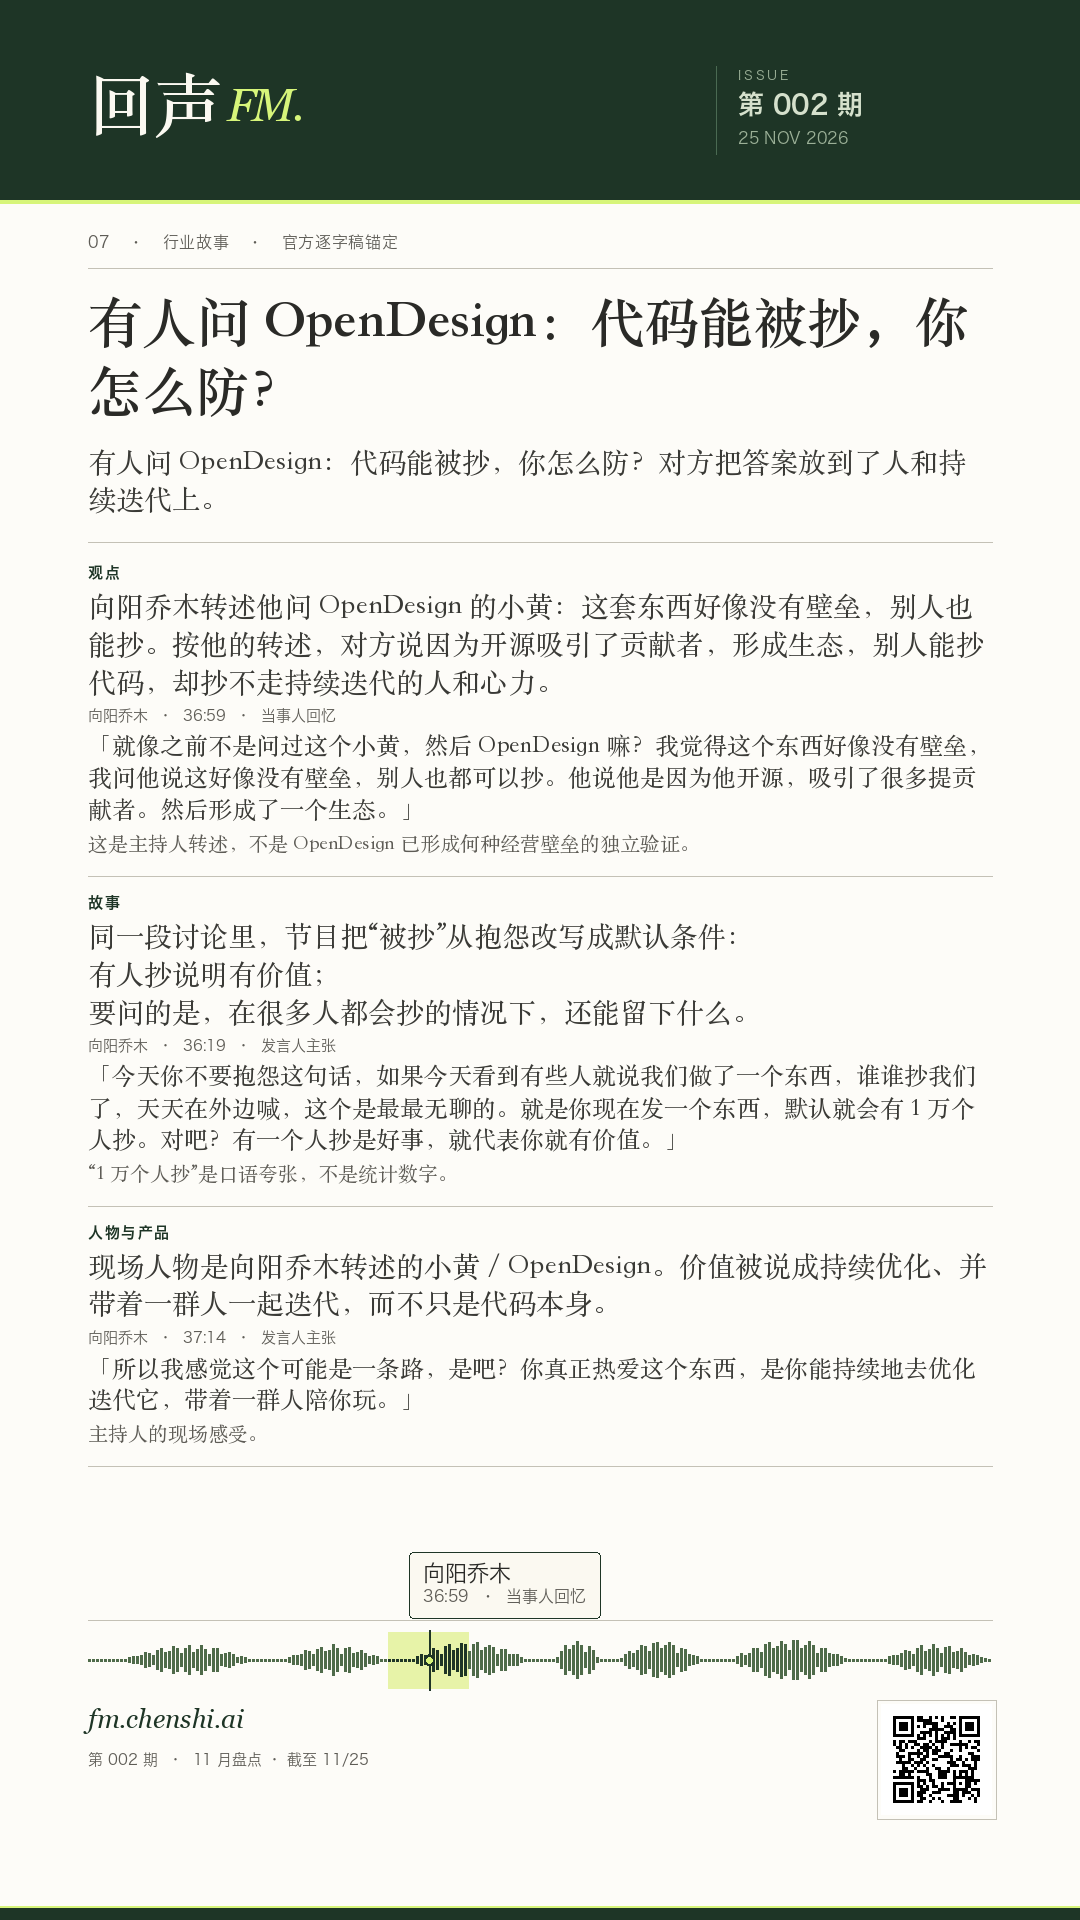 回声 FM.
ISSUE
第 002 期
25 NOV 2026
07 · 行业故事 · 官方逐字稿锚定
有人问 OpenDesign：代码能被抄，你
怎么防？
有人问 OpenDesign：代码能被抄，你怎么防？对方把答案放到了人和持
续迭代上。
观点
向阳乔木转述他问 OpenDesign 的小黄：这套东西好像没有壁垒，别人也
能抄。按他的转述，对方说因为开源吸引了贡献者，形成生态，别人能抄
代码，却抄不走持续迭代的人和心力。
向阳乔木 · 36:59 · 当事人回忆
「就像之前不是问过这个小黄，然后 OpenDesign 嘛？我觉得这个东西好像没有壁垒，
我问他说这好像没有壁垒，别人也都可以抄。他说他是因为他开源，吸引了很多提贡
献者。然后形成了一个生态。」
这是主持人转述，不是 OpenDesign 已形成何种经营壁垒的独立验证。
故事
同一段讨论里，节目把“被抄”从抱怨改写成默认条件：
有人抄说明有价值；
要问的是，在很多人都会抄的情况下，还能留下什么。
向阳乔木 · 36:19 · 发言人主张
「今天你不要抱怨这句话，如果今天看到有些人就说我们做了一个东西，谁谁抄我们
了，天天在外边喊，这个是最最无聊的。就是你现在发一个东西，默认就会有 1 万个
人抄。对吧？有一个人抄是好事，就代表你就有价值。」
“1 万个人抄”是口语夸张，不是统计数字。
人物与产品
现场人物是向阳乔木转述的小黄 / OpenDesign。价值被说成持续优化、并
带着一群人一起迭代，而不只是代码本身。
向阳乔木 · 37:14 · 发言人主张
「所以我感觉这个可能是一条路，是吧？你真正热爱这个东西，是你能持续地去优化
迭代它，带着一群人陪你玩。」
主持人的现场感受。
向阳乔木
36:59 · 当事人回忆
fm.chenshi.ai
第 002 期 · 11 月盘点 · 截至 11/25